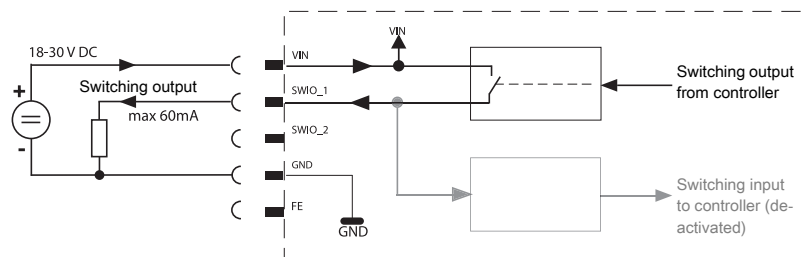 18-30 V DC
VIN
VIN
Switching output
SWIO_1
max 60mA
Switching output
from controller
+
-
SWIO_2
GND
FE
GND
Switching input
to controller (de-
activated)